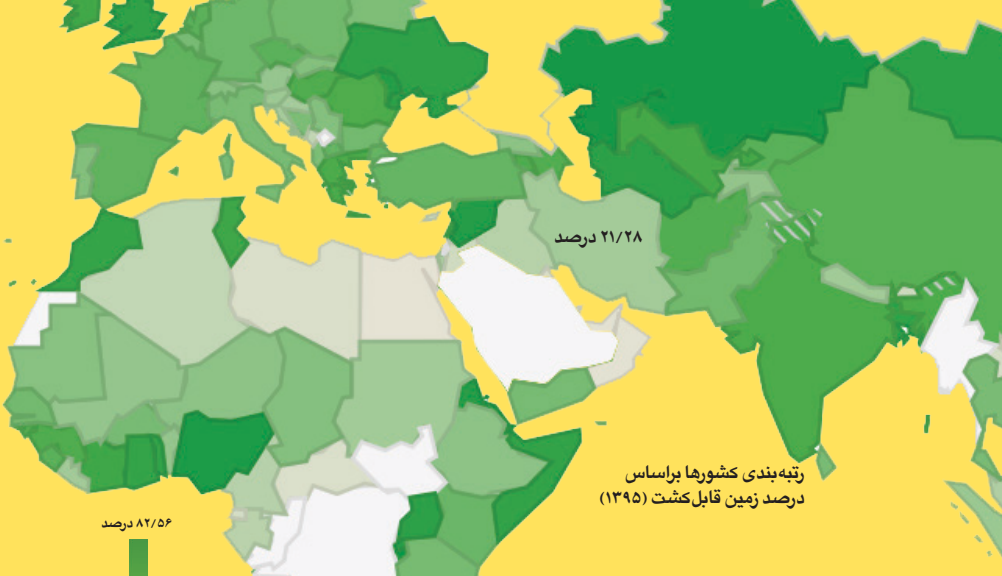 ۲۱/۲۸ درصد
رتبه‌بندی کشورها براساس
درصد زمین قابل‌کشت (۱۳۹۵)
۸۲/۵۶ درصد